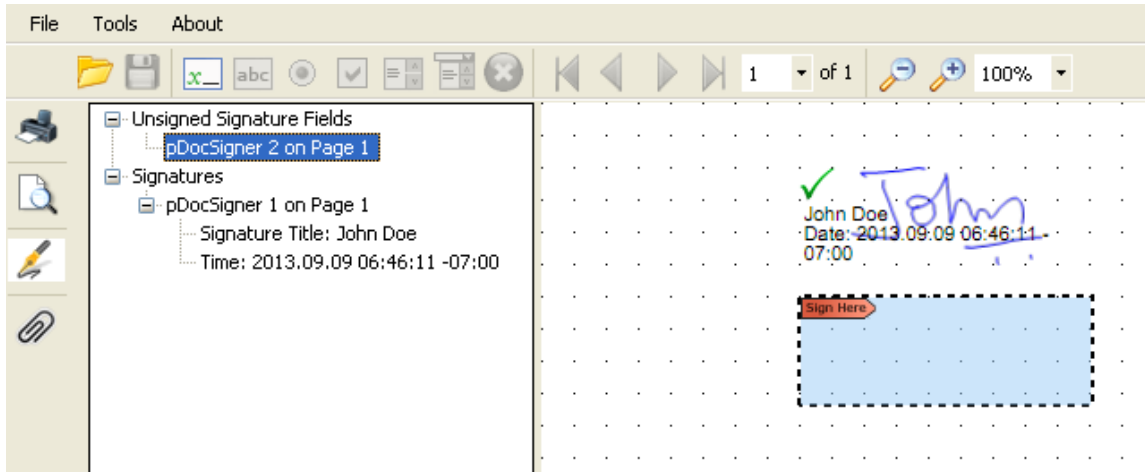 File Tools About
x_ abc 1 of 1 100%
Unsigned Signature Fields
pDocSigner 2 on Page 1
Signatures
pDocSigner 1 on Page 1
Signature Title: John Doe
Time: 2013.09.09 06:46:11 -07:00
John
John Doe
Date: 2013.09.09 06:46:11 -
07:00
Sign Here